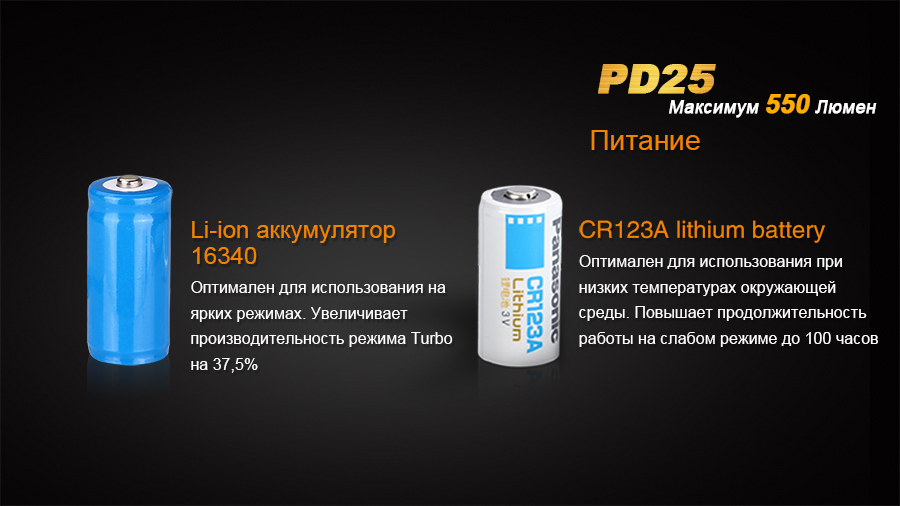 PD25
Максимум 550 Люмен
Питание
Li-ion аккумулятор
16340
Оптимален для использования на
ярких режимах. Увеличивает
производительность режима Turbo
на 37,5%
Panasonic
CR123A
Lithium
3 V
CR123A lithium battery
Оптимален для использования при
низких температурах окружающей
среды. Повышает продолжительность
работы на слабом режиме до 100 часов